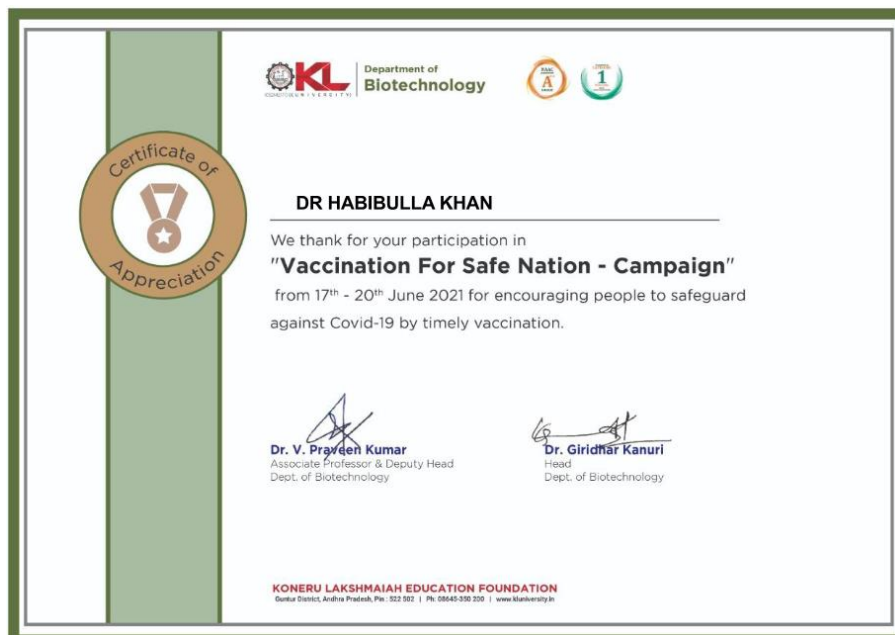 KL
Department of
Biotechnology
A
1
Certificate of
Appreciation
DR HABIBULLA KHAN
We thank for your participation in
"Vaccination For Safe Nation - Campaign"
from 17th - 20th June 2021 for encouraging people to safeguard
against Covid-19 by timely vaccination.
Dr. V. Praveen Kumar
Associate Professor & Deputy Head
Dept. of Biotechnology
Dr. Giridhar Kanuri
Head
Dept. of Biotechnology
KONERU LAKSHMAIAH EDUCATION FOUNDATION
Guntur District, Andhra Pradesh, Pin : 522 502 | Ph: 08645-350 200 | www.kluniversity.in